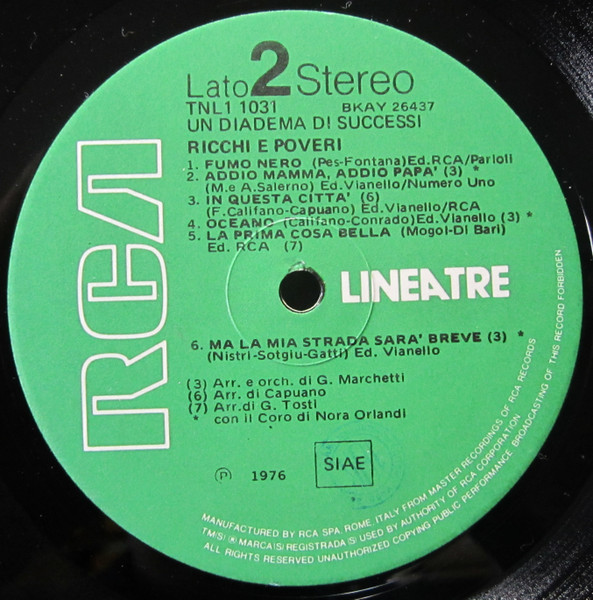 Lato 2 Stereo
TNL1 1031 BKAY 26437
UN DIADEMA DI SUCCESSI
RICCHI E POVERI
1. FUMO NERO (Pes-Fontana)Ed.RCA/Parioli
2. ADDIO MAMMA, ADDIO PAPA' (3) *
(M.e A.Salerno) Ed.Vianello/Numero Uno
3. IN QUESTA CITTA' (6)
(F.Califano-Capuano) Ed.Vianello/RCA
4. OCEANO (Califano-Conrado)Ed.Vianello (3) *
5. LA PRIMA COSA BELLA (Mogol-Di Bari)
Ed. RCA (7)
RCA
LINEATRE
6. MA LA MIA STRADA SARA' BREVE (3) *
(Nistri-Sotgiu-Gatti) Ed. Vianello
(3) Arr. e orch. di G. Marchetti
(6) Arr. di Capuano
(7) Arr.di G. Tosti
* con il Coro di Nora Orlandi
℗ 1976
SIAE
MANUFACTURED BY RCA SPA, ROME, ITALY, FROM MASTER RECORDINGS OF RCA RECORDS
TM(S) ® MARCA(S) REGISTRADA(S) USED BY AUTHORITY OF RCA CORPORATION
ALL RIGHTS RESERVED UNAUTHORIZED COPYING PUBLIC PERFORMANCE BROADCASTING OF THIS RECORD FORBIDDEN